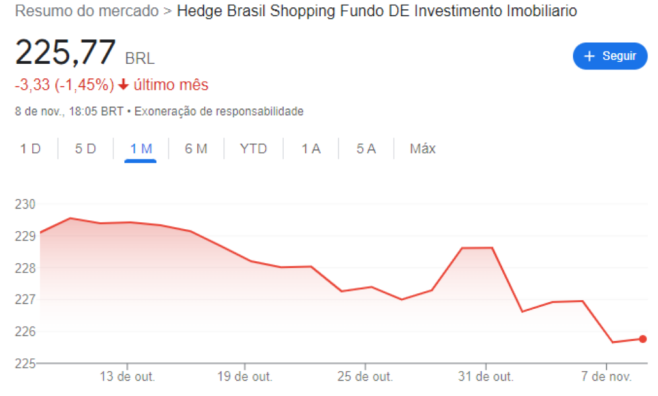 Resumo do mercado > Hedge Brasil Shopping Fundo DE Investimento Imobiliario
225,77 BRL
+ Seguir
-3,33 (-1,45%) ↓ último mês
8 de nov., 18:05 BRT • Exoneração de responsabilidade
1 D 5 D 1 M 6 M YTD 1 A 5 A Máx
230
229
228
227
226
225
13 de out. 19 de out. 25 de out. 31 de out. 7 de nov.